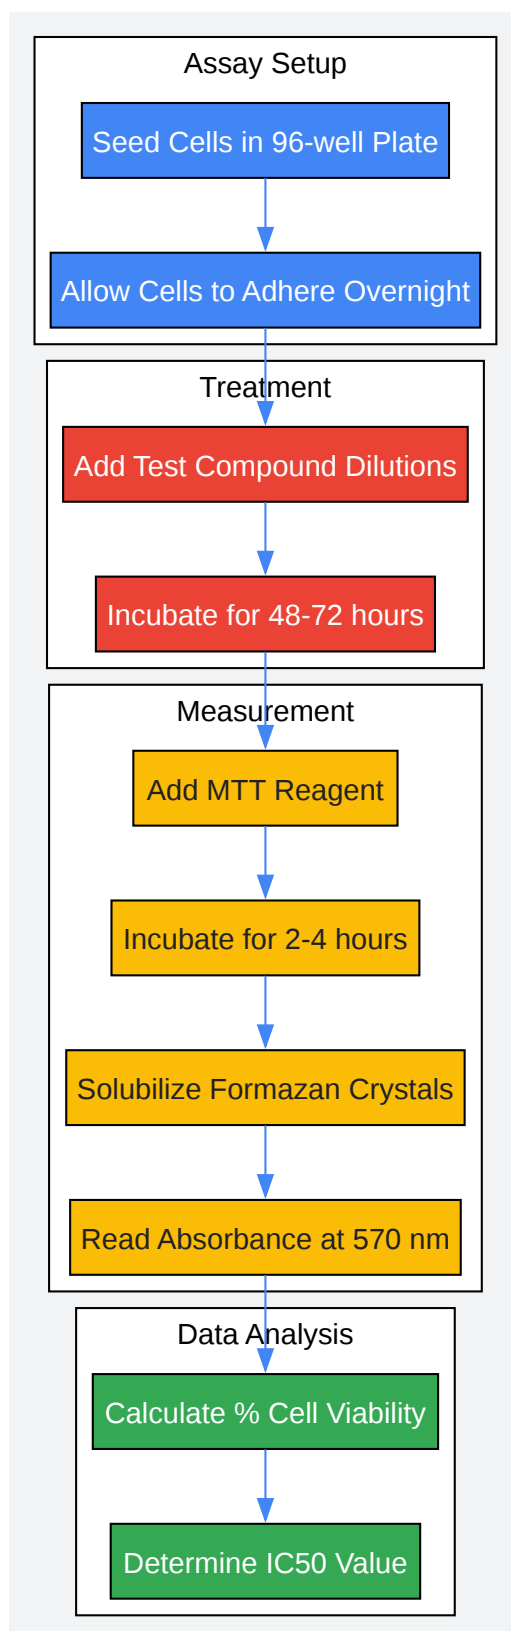 Assay Setup
Seed Cells in 96-well Plate
Allow Cells to Adhere Overnight
Treatment
Add Test Compound Dilutions
Incubate for 48-72 hours
Measurement
Add MTT Reagent
Incubate for 2-4 hours
Solubilize Formazan Crystals
Read Absorbance at 570 nm
Data Analysis
Calculate % Cell Viability
Determine IC50 Value